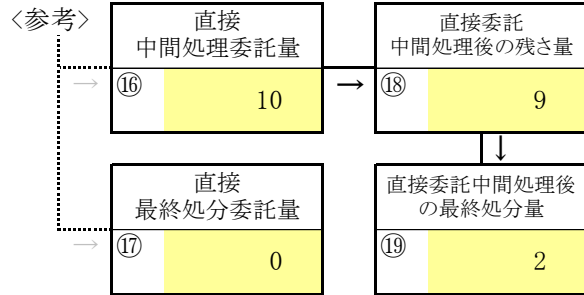 〈参考〉
直接
中間処理委託量
→
⑯
10
→
直接委託
中間処理後の残さ量
⑱
9
↓
直接
最終処分委託量
→
⑰
0
直接委託中間処理後
の最終処分量
⑲
2